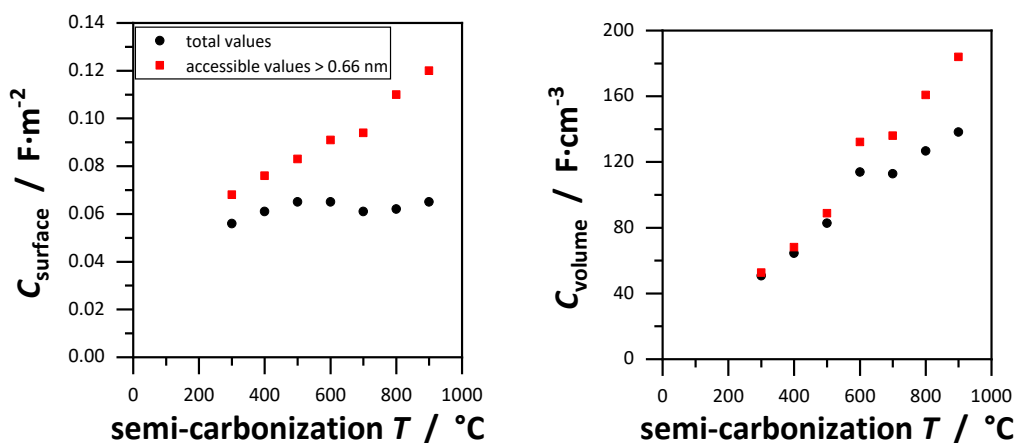 0.14
0.12
0.10
0.08
0.06
0.04
0.02
0.00
C surface / F·m⁻²
total values
accessible values > 0.66 nm
0 200 400 600 800 1000
semi-carbonization T / °C
200
160
120
80
40
0
C volume / F·cm⁻³
0 200 400 600 800 1000
semi-carbonization T / °C